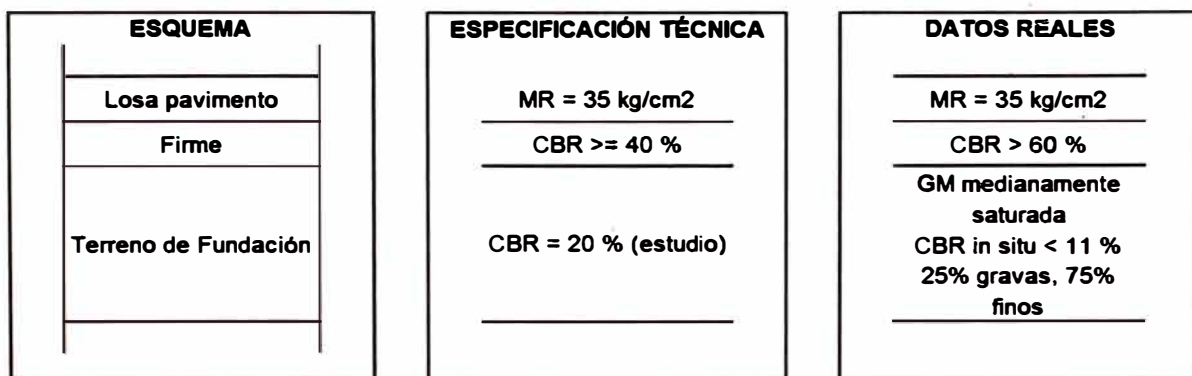 ESQUEMA
Losa pavimento
Firme
Terreno de Fundación
ESPECIFICACIÓN TÉCNICA
MR = 35 kg/cm2
CBR >= 40 %
CBR = 20 % (estudio)
DATOS REALES
MR = 35 kg/cm2
CBR > 60 %
GM medianamente
saturada
CBR in situ < 11 %
25% gravas, 75%
finos